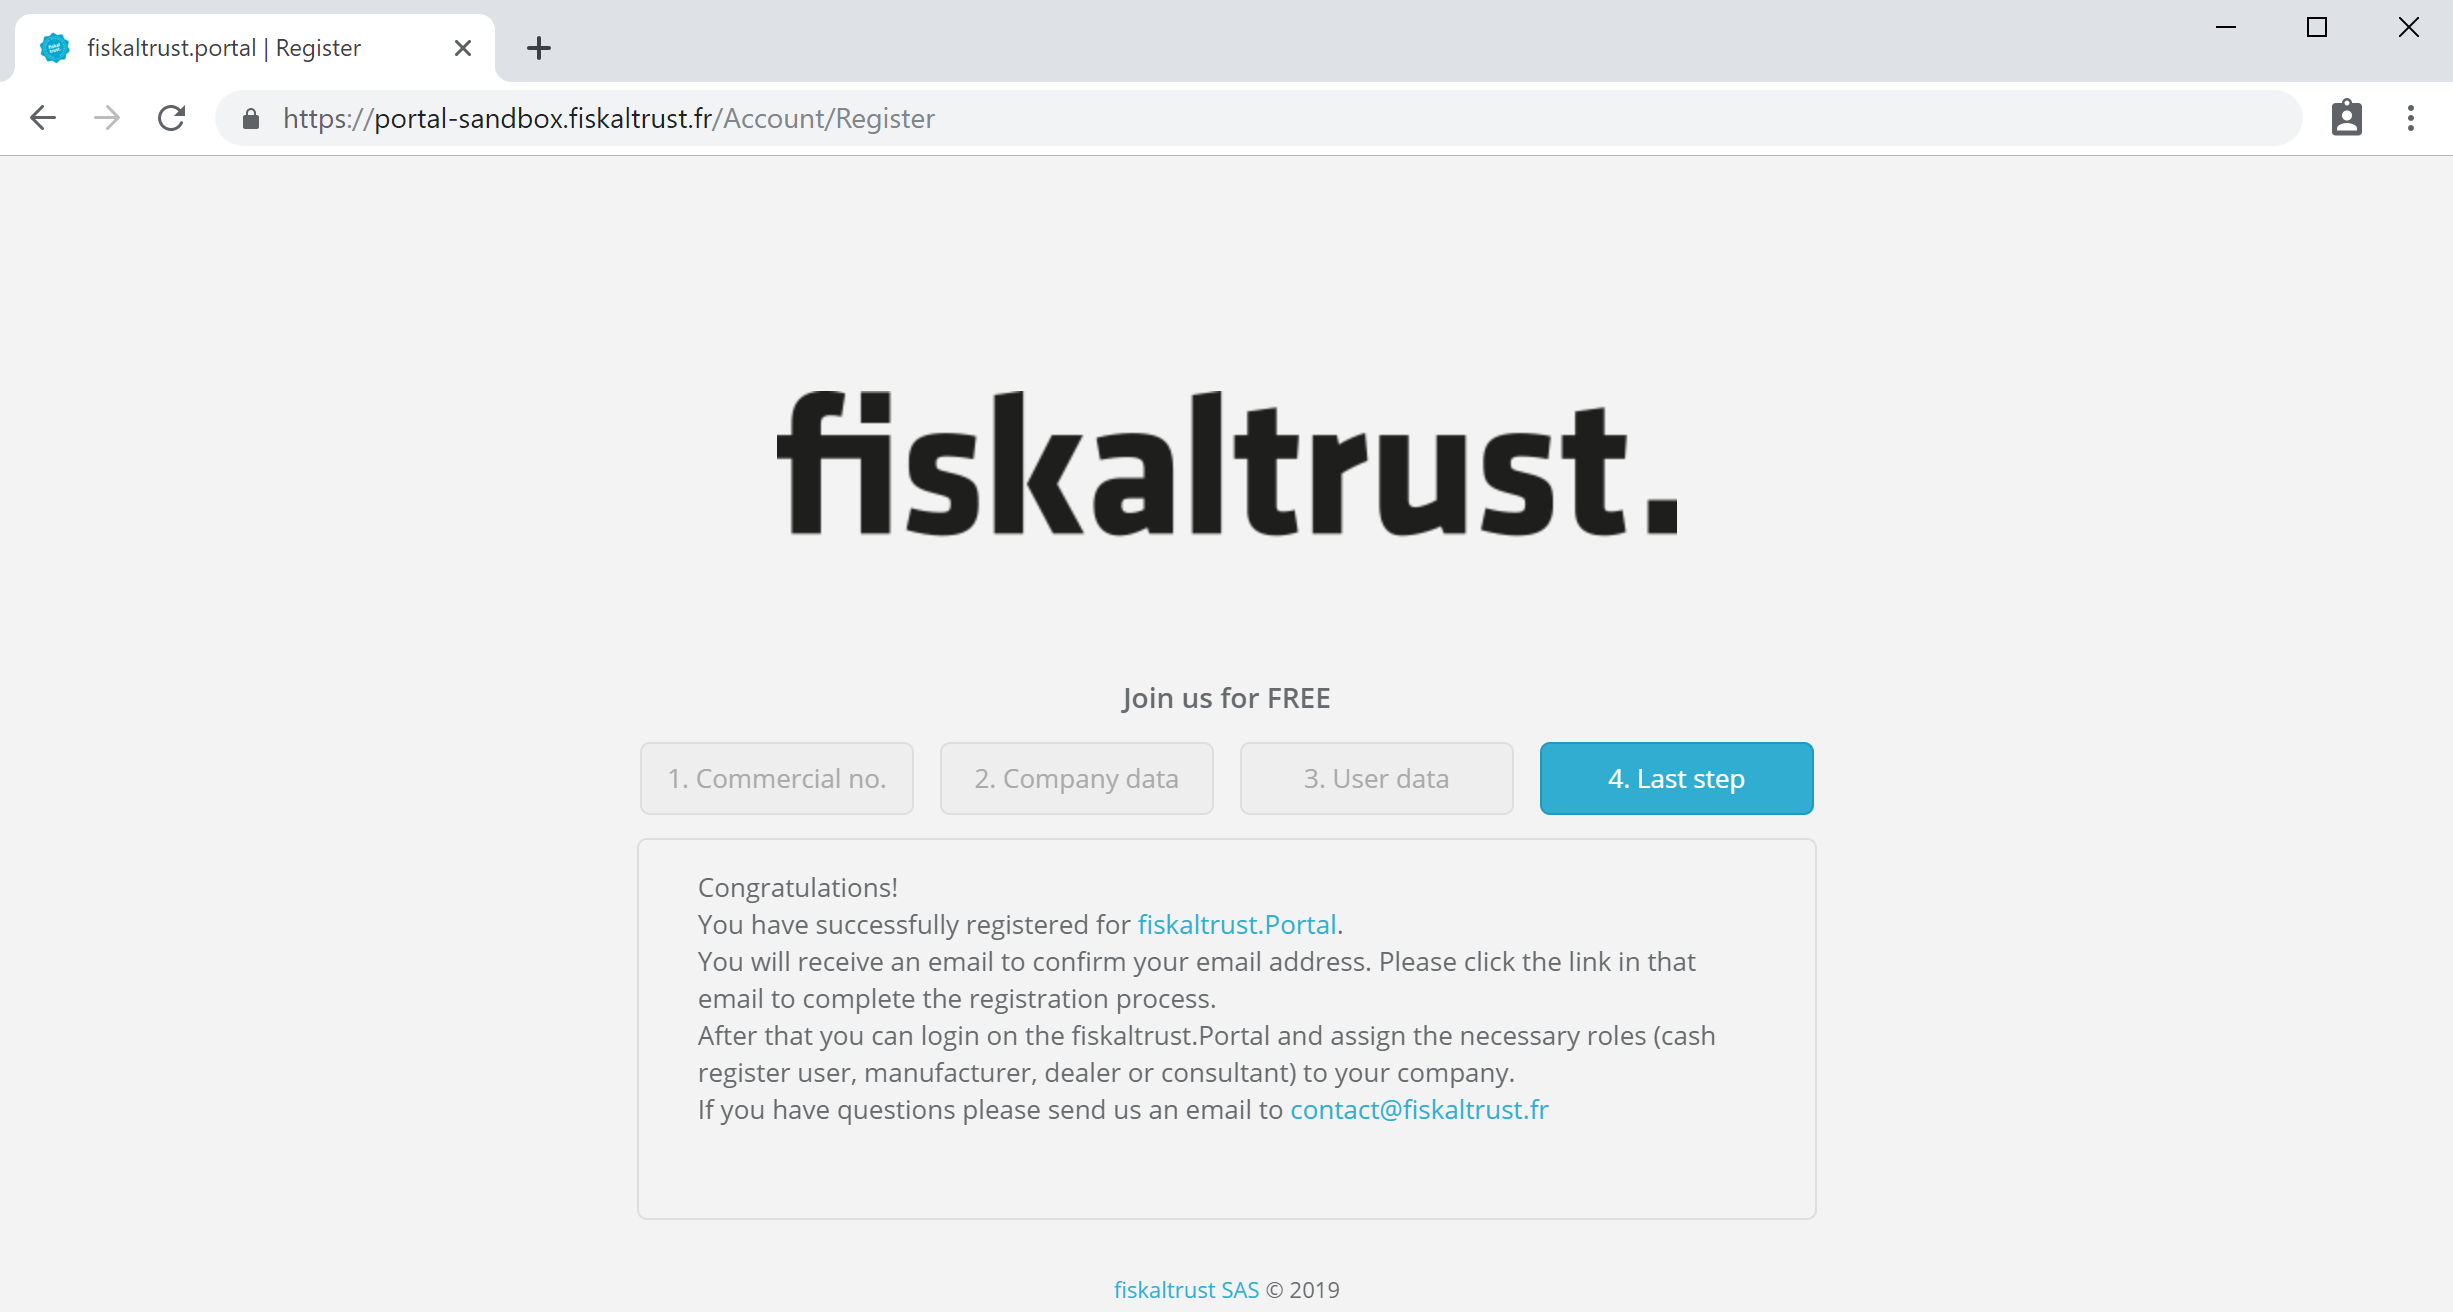 fiskaltrust.portal | Register
https://portal-sandbox.fiskaltrust.fr/Account/Register
fiskaltrust.
Join us for FREE
1. Commercial no.
2. Company data
3. User data
4. Last step
Congratulations!
You have successfully registered for fiskaltrust.Portal.
You will receive an email to confirm your email address. Please click the link in that
email to complete the registration process.
After that you can login on the fiskaltrust.Portal and assign the necessary roles (cash
register user, manufacturer, dealer or consultant) to your company.
If you have questions please send us an email to contact@fiskaltrust.fr
fiskaltrust SAS © 2019